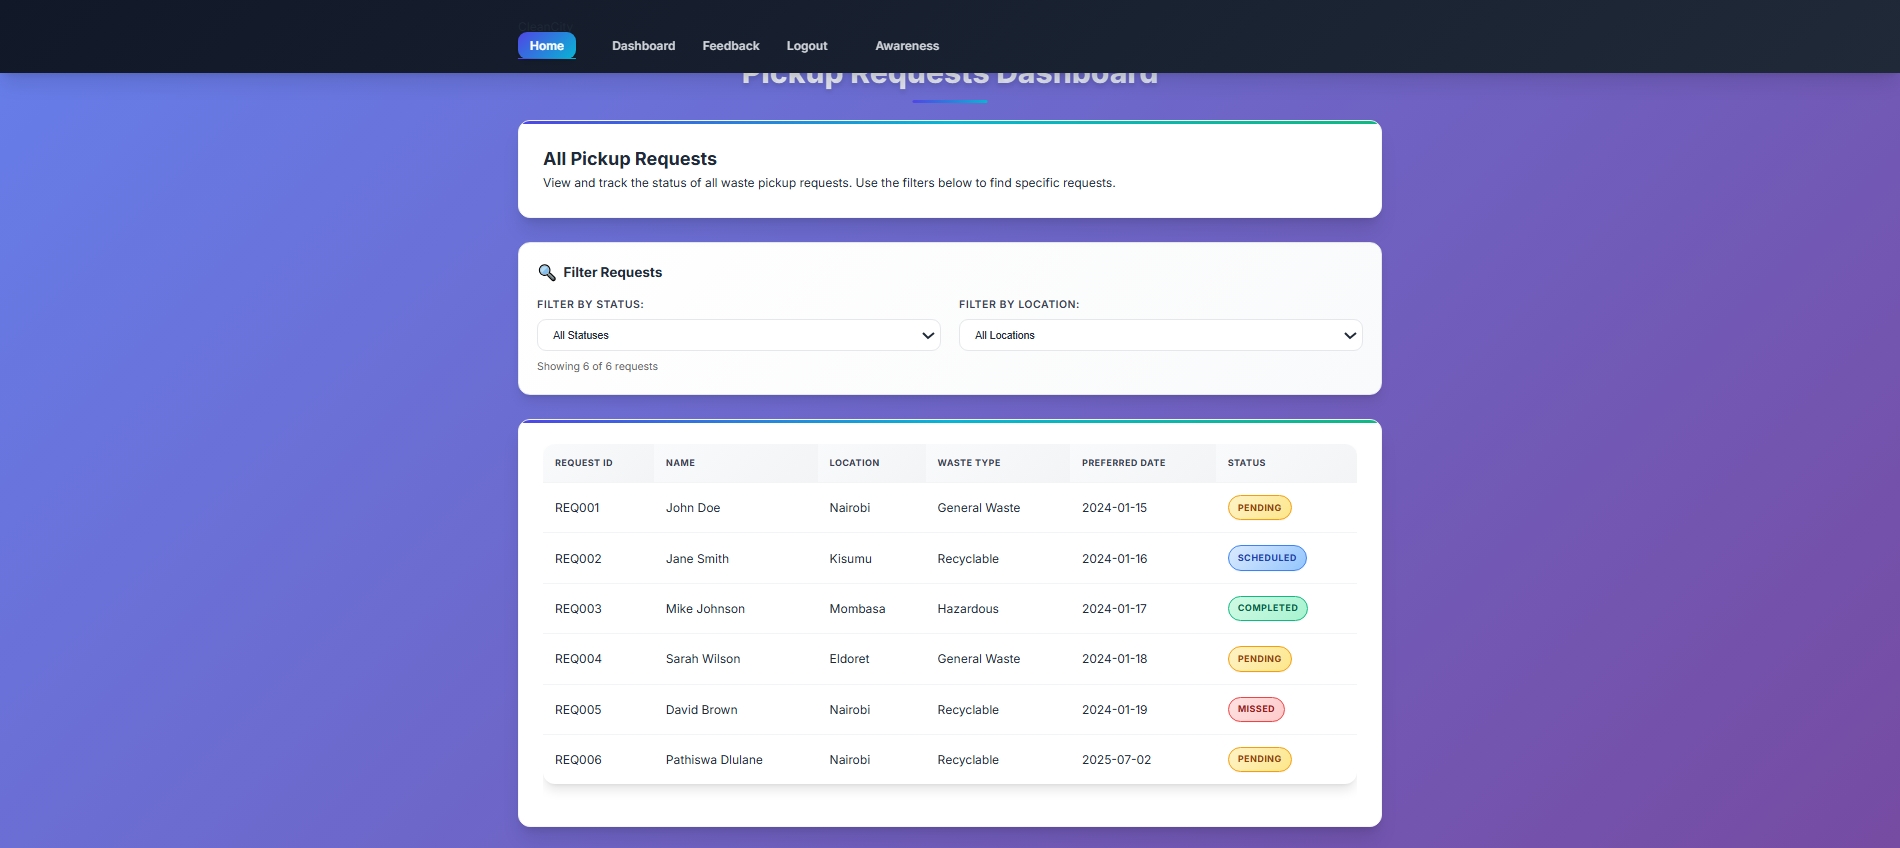 CleanCity
Home Dashboard Feedback Logout Awareness
Pickup Requests Dashboard
All Pickup Requests
View and track the status of all waste pickup requests. Use the filters below to find specific requests.
Filter Requests
FILTER BY STATUS: FILTER BY LOCATION:
All Statuses All Locations
Showing 6 of 6 requests
REQUEST ID NAME LOCATION WASTE TYPE PREFERRED DATE STATUS
REQ001 John Doe Nairobi General Waste 2024-01-15 PENDING
REQ002 Jane Smith Kisumu Recyclable 2024-01-16 SCHEDULED
REQ003 Mike Johnson Mombasa Hazardous 2024-01-17 COMPLETED
REQ004 Sarah Wilson Eldoret General Waste 2024-01-18 PENDING
REQ005 David Brown Nairobi Recyclable 2024-01-19 MISSED
REQ006 Pathiswa Dlulane Nairobi Recyclable 2025-07-02 PENDING